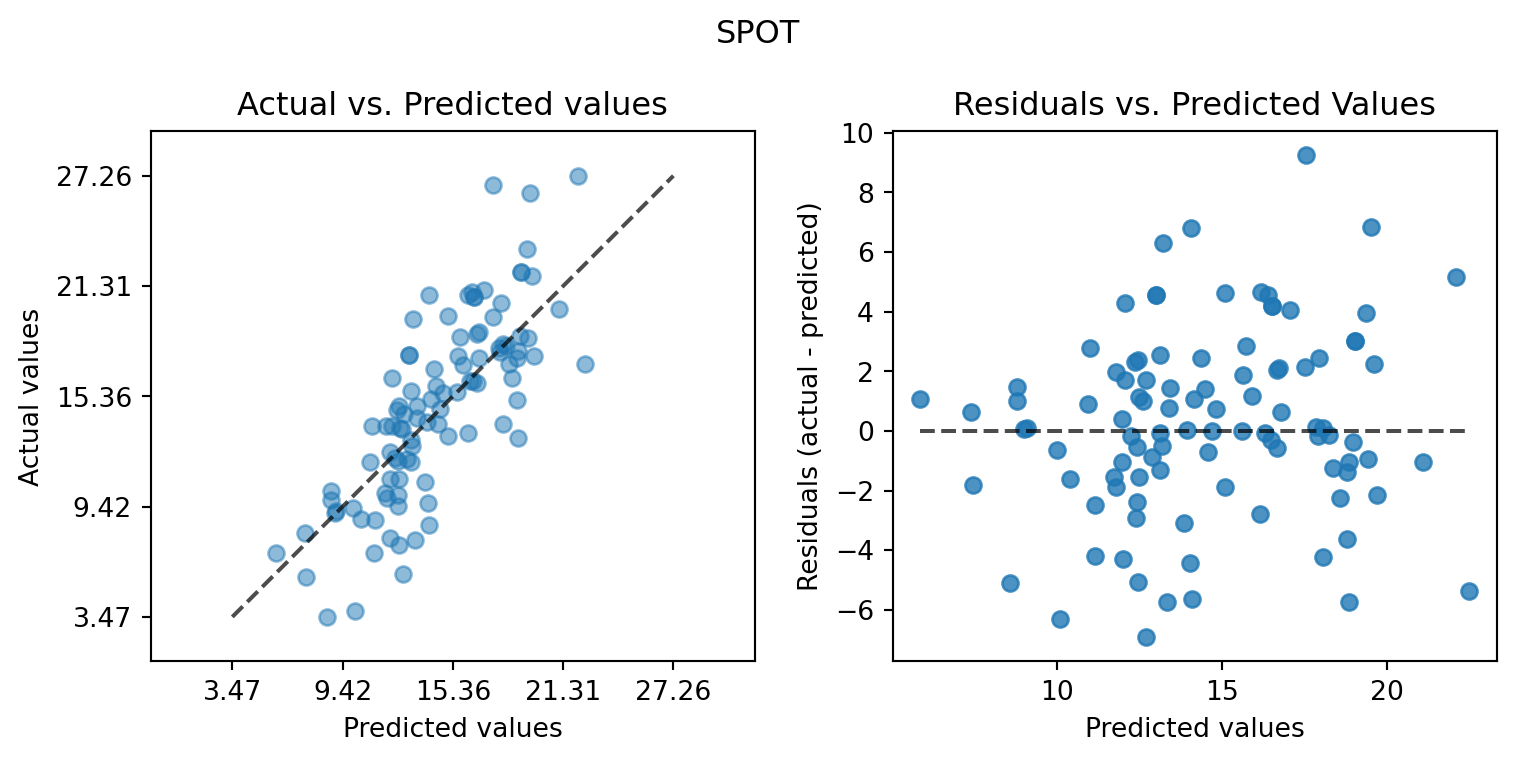 SPOT
Actual vs. Predicted values
27.26
21.31
15.36
9.42
3.47
Actual values
3.47 9.42 15.36 21.31 27.26
Predicted values
Residuals vs. Predicted Values
10
8
6
4
2
0
−2
−4
−6
Residuals (actual - predicted)
10 15 20
Predicted values